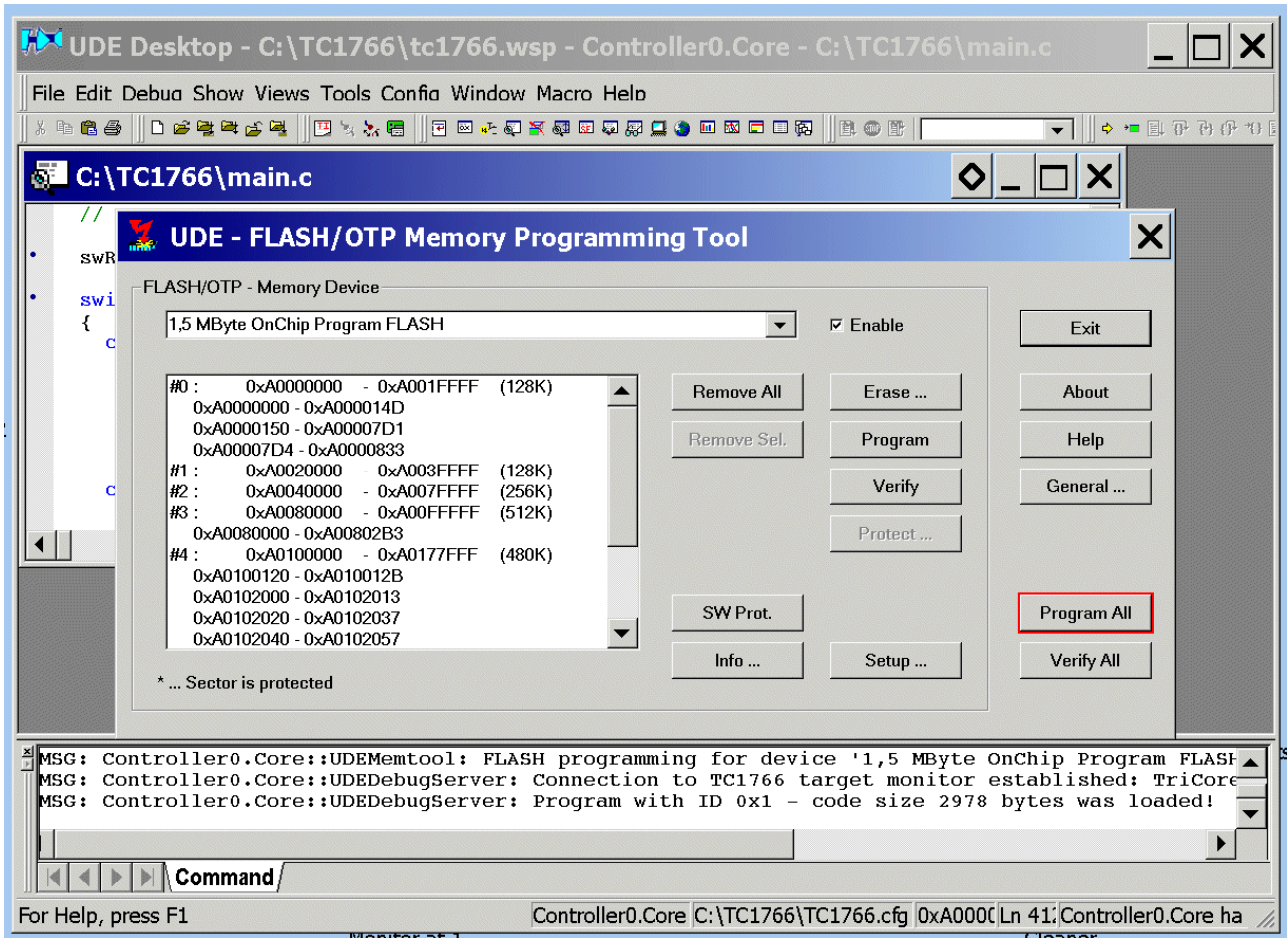 UDE Desktop - C:\TC1766\tc1766.wsp - Controller0.Core - C:\TC1766\main.c
File Edit Debug Show Views Tools Config Window Macro Help
C:\TC1766\main.c
//
swR
swi
{
c
c
UDE - FLASH/OTP Memory Programming Tool
FLASH/OTP - Memory Device
1,5 MByte OnChip Program FLASH
Enable
Exit
#0 : 0xA0000000 - 0xA001FFFF (128K)
0xA0000000 - 0xA000014D
0xA0000150 - 0xA00007D1
0xA00007D4 - 0xA0000833
#1 : 0xA0020000 - 0xA003FFFF (128K)
#2 : 0xA0040000 - 0xA007FFFF (256K)
#3 : 0xA0080000 - 0xA00FFFFF (512K)
0xA0080000 - 0xA00802B3
#4 : 0xA0100000 - 0xA0177FFF (480K)
0xA0100120 - 0xA010012B
0xA0102000 - 0xA0102013
0xA0102020 - 0xA0102037
0xA0102040 - 0xA0102057
Remove All
Erase ...
About
Remove Sel.
Program
Help
Verify
General ...
Protect ...
SW Prot.
Program All
Info ...
Setup ...
Verify All
* ... Sector is protected
MSG: Controller0.Core::UDEMemtool: FLASH programming for device '1,5 MByte OnChip Program FLASH
MSG: Controller0.Core::UDEDebugServer: Connection to TC1766 target monitor established: TriCore
MSG: Controller0.Core::UDEDebugServer: Program with ID 0x1 - code size 2978 bytes was loaded!
Command
For Help, press F1
Controller0.Core C:\TC1766\TC1766.cfg 0xA000 Ln 41 Controller0.Core ha